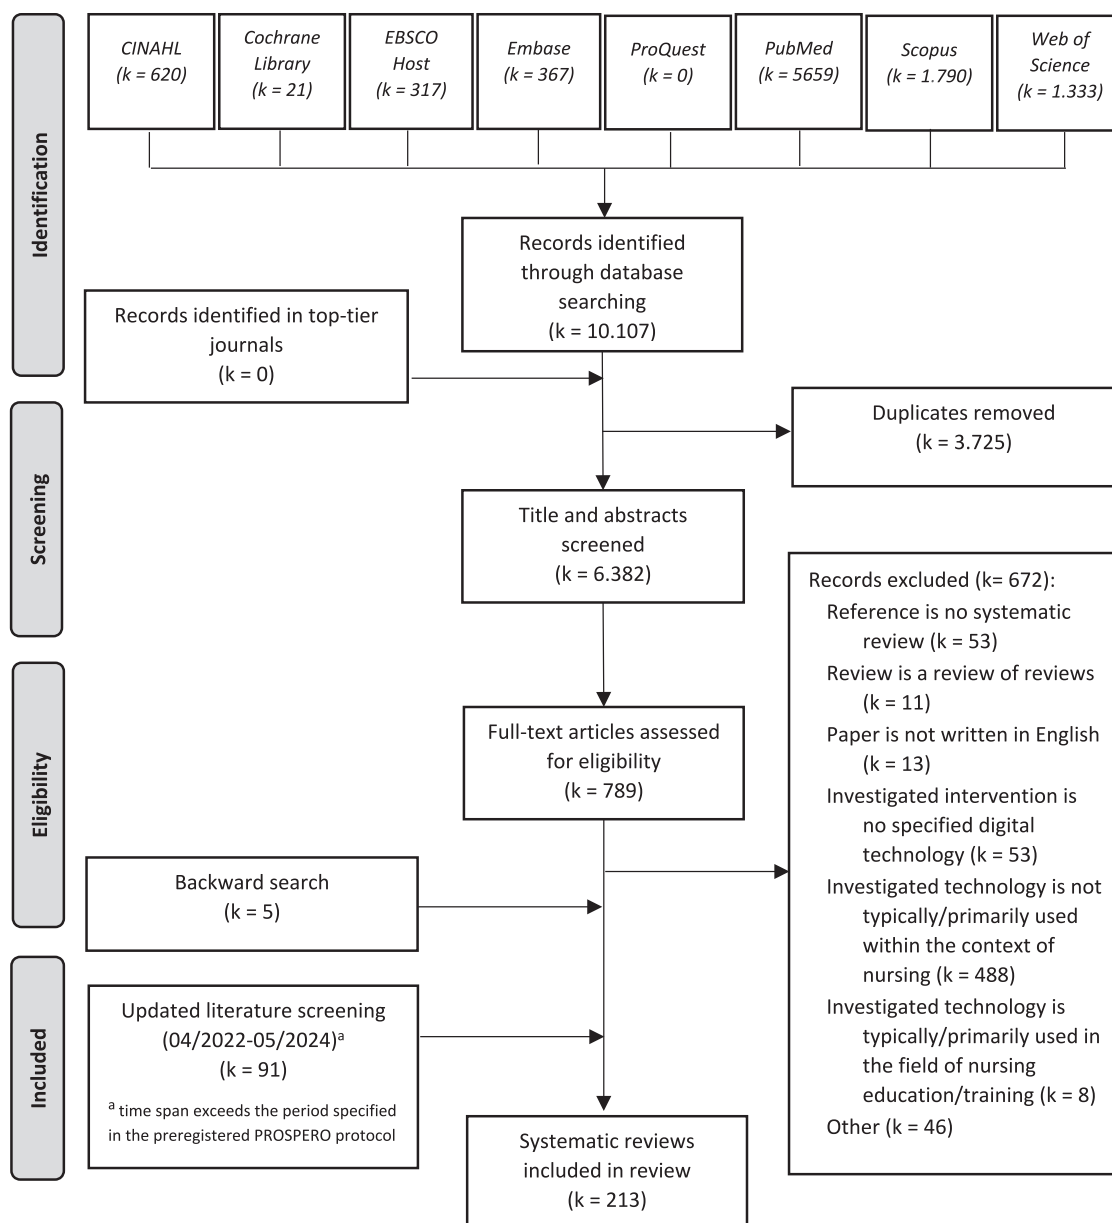 Identification
CINAHL
(k = 620)
Cochrane
Library
(k = 21)
EBSCO
Host
(k = 317)
Embase
(k = 367)
ProQuest
(k = 0)
PubMed
(k = 5659)
Scopus
(k = 1.790)
Web of
Science
(k = 1.333)
Records identified
through database
searching
(k = 10.107)
Records identified in top-tier
journals
(k = 0)
Screening
Duplicates removed
(k = 3.725)
Title and abstracts
screened
(k = 6.382)
Eligibility
Full-text articles assessed
for eligibility
(k = 789)
Records excluded (k= 672):
Reference is no systematic
review (k = 53)
Review is a review of reviews
(k = 11)
Paper is not written in English
(k = 13)
Investigated intervention is
no specified digital
technology (k = 53)
Investigated technology is not
typically/primarily used
within the context of
nursing (k = 488)
Investigated technology is
typically/primarily used in
the field of nursing
education/training (k = 8)
Other (k = 46)
Backward search
(k = 5)
Included
Updated literature screening
(04/2022-05/2024)a
(k = 91)
a time span exceeds the period specified
in the preregistered PROSPERO protocol
Systematic reviews
included in review
(k = 213)